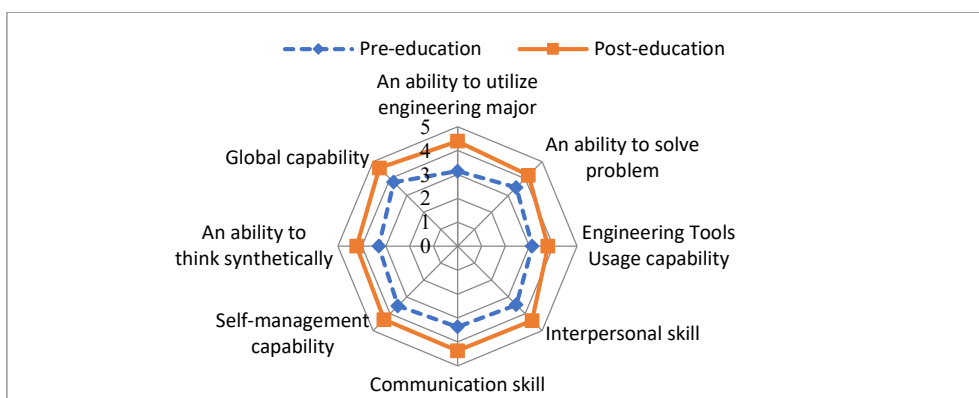 Pre-education
Post-education
An ability to utilize
engineering major
5
4
3
2
1
0
An ability to solve
problem
Engineering Tools
Usage capability
Interpersonal skill
Communication skill
Self-management
capability
An ability to
think synthetically
Global capability